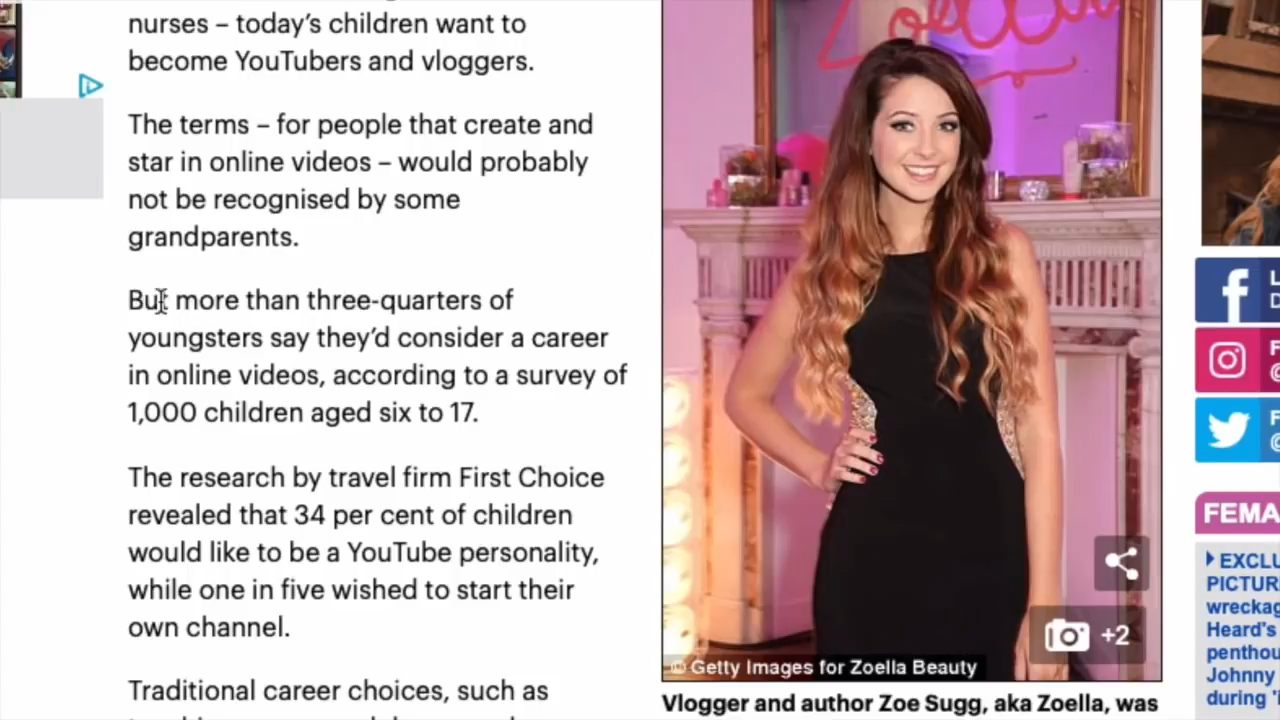 nurses – today's children want to
become YouTubers and vloggers.
The terms – for people that create and
star in online videos – would probably
not be recognised by some
grandparents.
But more than three-quarters of
youngsters say they'd consider a career
in online videos, according to a survey of
1,000 children aged six to 17.
The research by travel firm First Choice
revealed that 34 per cent of children
would like to be a YouTube personality,
while one in five wished to start their
own channel.
Traditional career choices, such as
Zoella
+2
© Getty Images for Zoella Beauty
Vlogger and author Zoe Sugg, aka Zoella, was
FEMA
EXCLU
PICTUR
wreckag
Heard's
penthou
Johnny
during